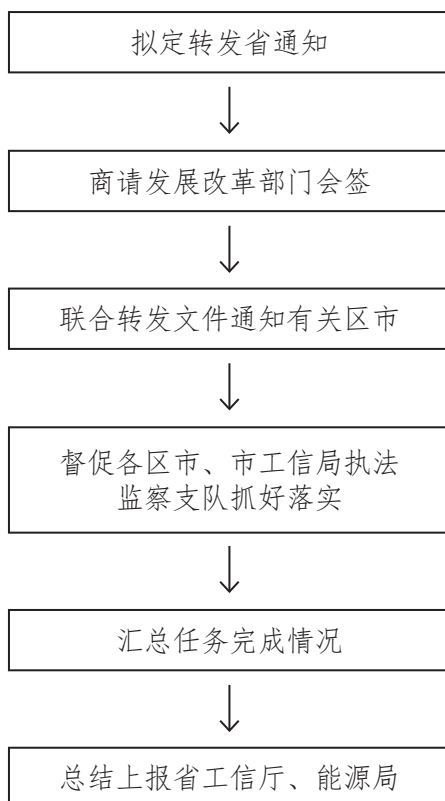 拟定转发省通知
商请发展改革部门会签
联合转发文件通知有关区市
督促各区市、市工信局执法
监察支队抓好落实
汇总任务完成情况
总结上报省工信厅、能源局